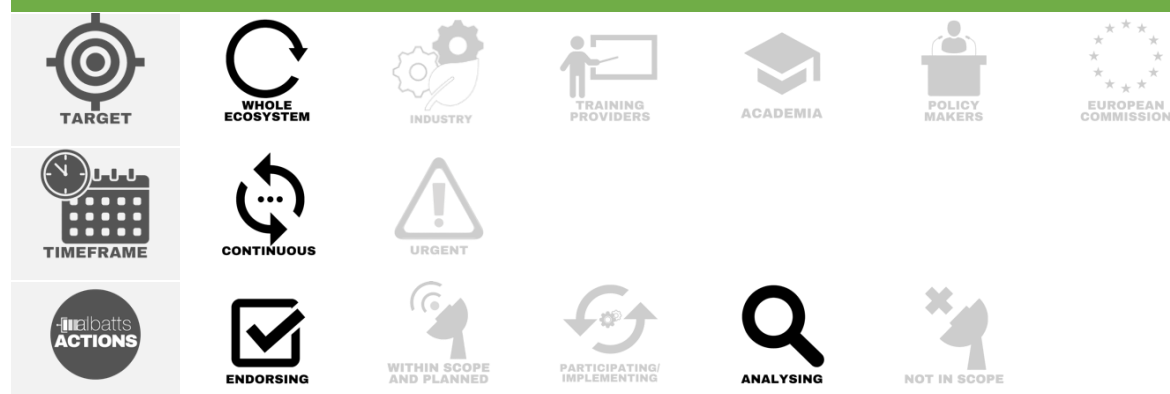 TARGET
WHOLE
ECOSYSTEM
INDUSTRY
TRAINING
PROVIDERS
ACADEMIA
POLICY
MAKERS
EUROPEAN
COMMISSION
TIMEFRAME
CONTINUOUS
URGENT
albatts
ACTIONS
ENDORSING
WITHIN SCOPE
AND PLANNED
PARTICIPATING/
IMPLEMENTING
ANALYSING
NOT IN SCOPE